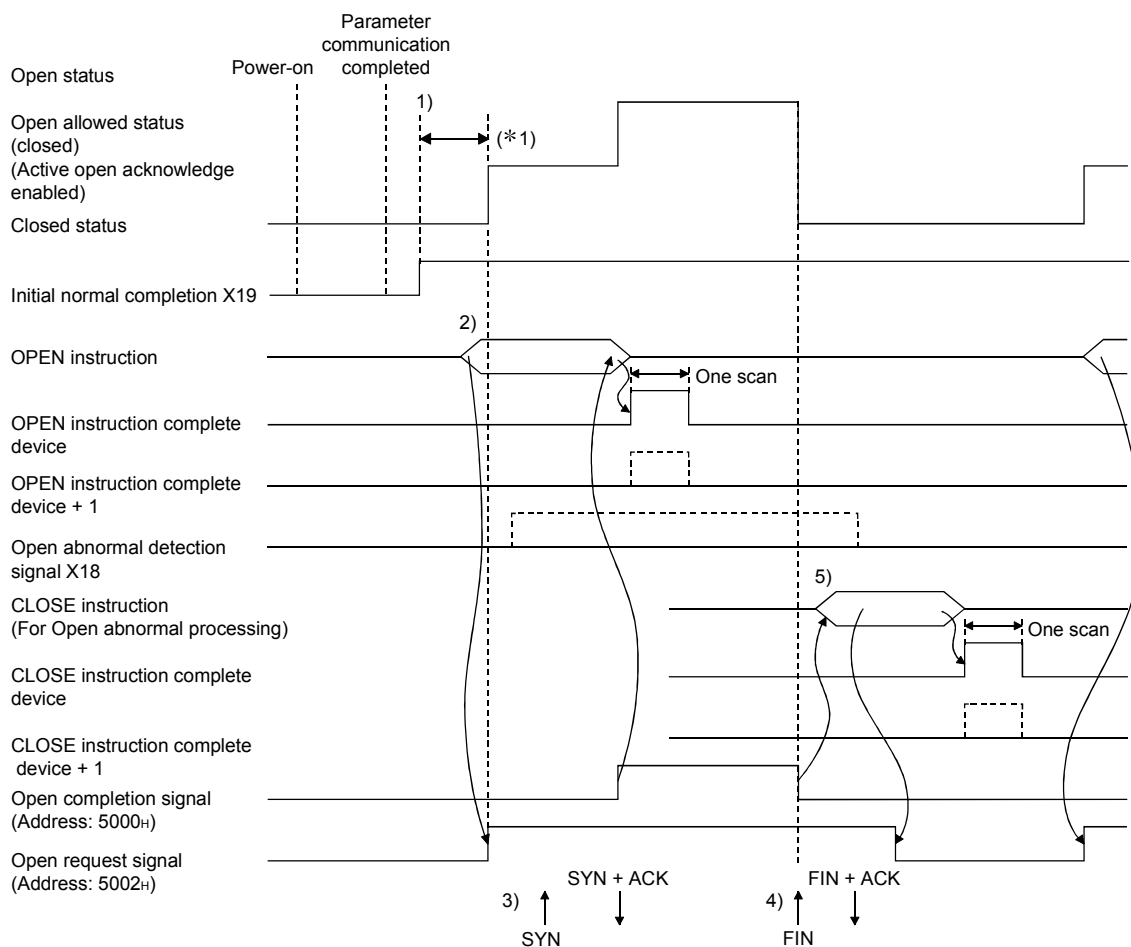 Parameter
communication
completed
Power-on
Open status
1)
Open allowed status
(closed)
(Active open acknowledge
enabled)
(*1)
Closed status
Initial normal completion X19
2)
OPEN instruction
One scan
OPEN instruction complete
device
OPEN instruction complete
device + 1
Open abnormal detection
signal X18
5)
CLOSE instruction
(For Open abnormal processing)
One scan
CLOSE instruction complete
device
CLOSE instruction complete
device + 1
Open completion signal
(Address: 5000H)
Open request signal
(Address: 5002H)
SYN + ACK
FIN + ACK
3)
4)
SYN
FIN